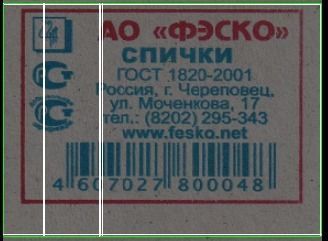 АО «ФЭСКО»
СПИЧКИ
ГОСТ 1820-2001
Россия, г. Череповец,
ул. Моченкова, 17
тел.: (8202) 295-343
www.fesko.net
4 607027 800048